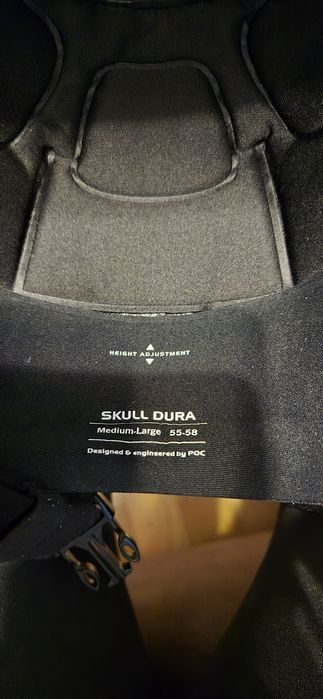 HEIGHT ADJUSTMENT
SKULL DURA
Medium-Large 55-58
Designed & engineered by POC